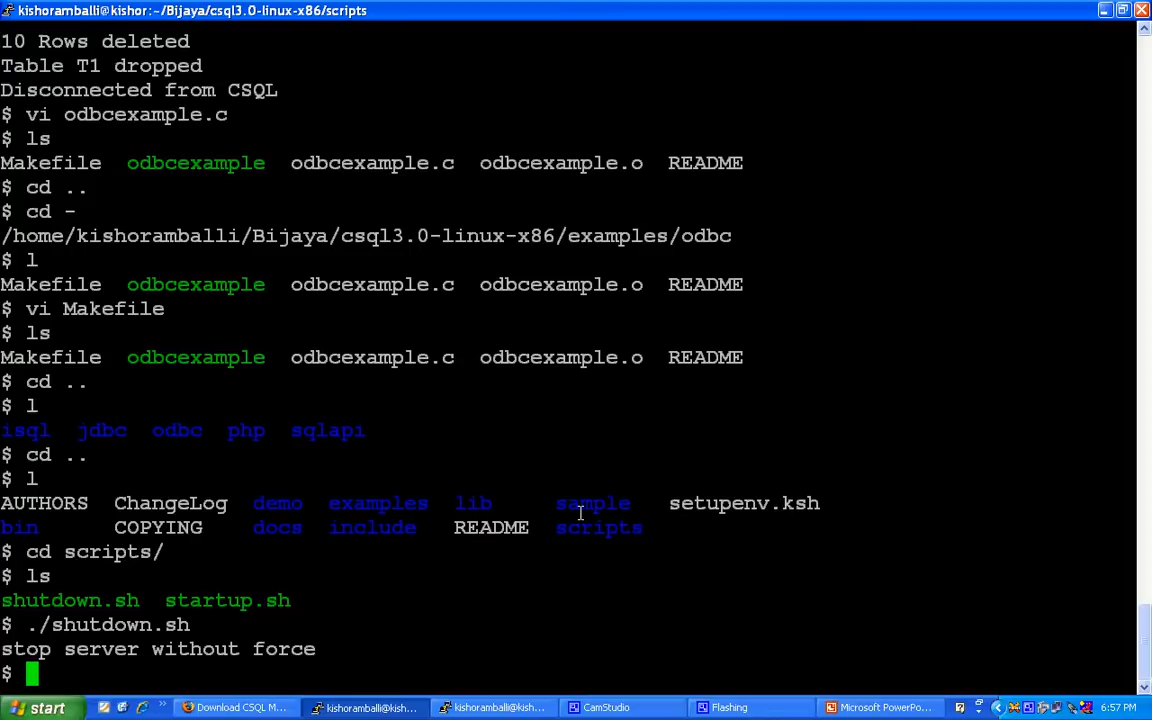 kishoramballi@kishor:~/Bijaya/csql3.0-linux-x86/scripts
10 Rows deleted
Table T1 dropped
Disconnected from CSQL
$ vi odbcexample.c
$ ls
Makefile odbcexample odbcexample.c odbcexample.o README
$ cd ..
$ cd -
/home/kishoramballi/Bijaya/csql3.0-linux-x86/examples/odbc
$ l
Makefile odbcexample odbcexample.c odbcexample.o README
$ vi Makefile
$ ls
Makefile odbcexample odbcexample.c odbcexample.o README
$ cd ..
$ l
isql jdbc odbc php sqlapi
$ cd ..
$ l
AUTHORS ChangeLog demo examples lib sample setupenv.ksh
bin COPYING docs include README scripts
$ cd scripts/
$ ls
shutdown.sh startup.sh
$ ./shutdown.sh
stop server without force
$
start Download CSQL M... kishoramballi@kish... kishoramballi@kish... CamStudio Flashing Microsoft PowerPo... 6:57 PM